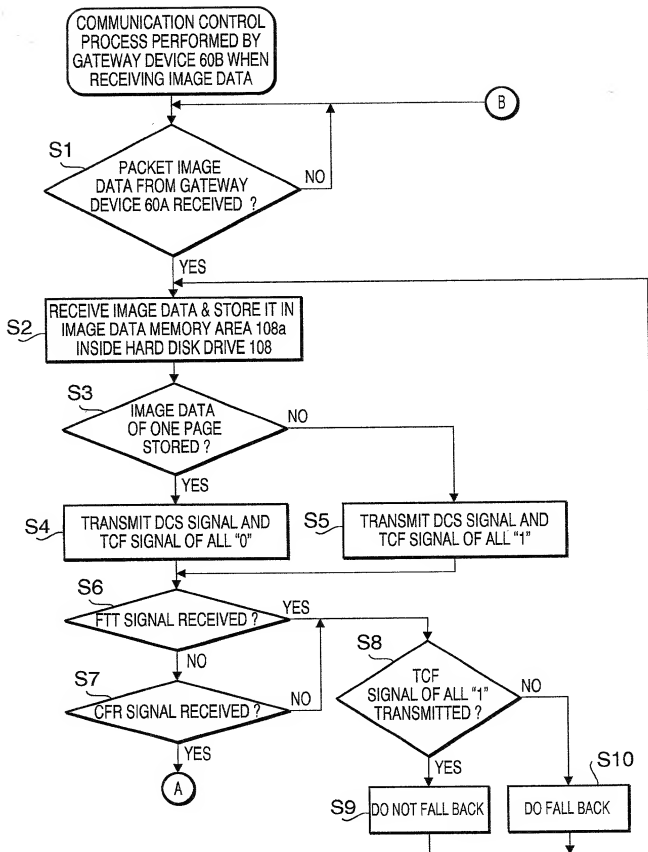 COMMUNICATION CONTROL
PROCESS PERFORMED BY
GATEWAY DEVICE 60B WHEN
RECEIVING IMAGE DATA
B
S1
PACKET IMAGE
DATA FROM GATEWAY
DEVICE 60A RECEIVED ?
NO
YES
S2
RECEIVE IMAGE DATA & STORE IT IN
IMAGE DATA MEMORY AREA 108a
INSIDE HARD DISK DRIVE 108
S3
IMAGE DATA
OF ONE PAGE
STORED ?
NO
YES
S4
TRANSMIT DCS SIGNAL AND
TCF SIGNAL OF ALL "0"
S5
TRANSMIT DCS SIGNAL AND
TCF SIGNAL OF ALL "1"
S6
FTT SIGNAL RECEIVED ?
YES
NO
S7
CFR SIGNAL RECEIVED ?
NO
YES
A
S8
TCF
SIGNAL OF ALL "1"
TRANSMITTED ?
NO
YES
S9
DO NOT FALL BACK
S10
DO FALL BACK